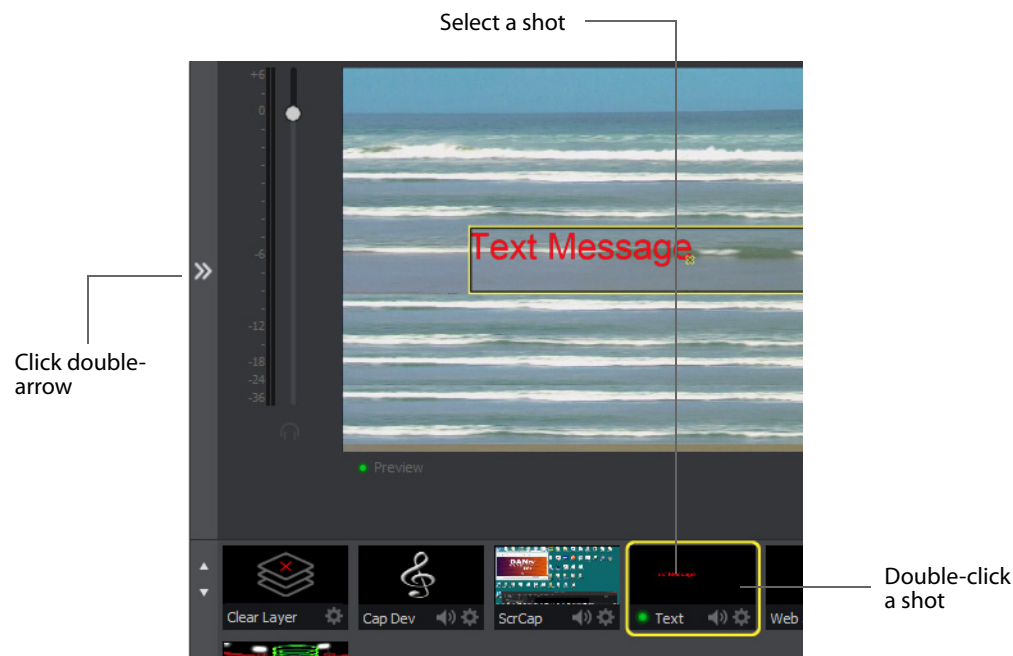 Select a shot
+6
0
-6
-12
-18
-24
-36
Text Message
Click double-
arrow
Preview
Clear Layer
Cap Dev
ScrCap
Text
Web
Double-click
a shot